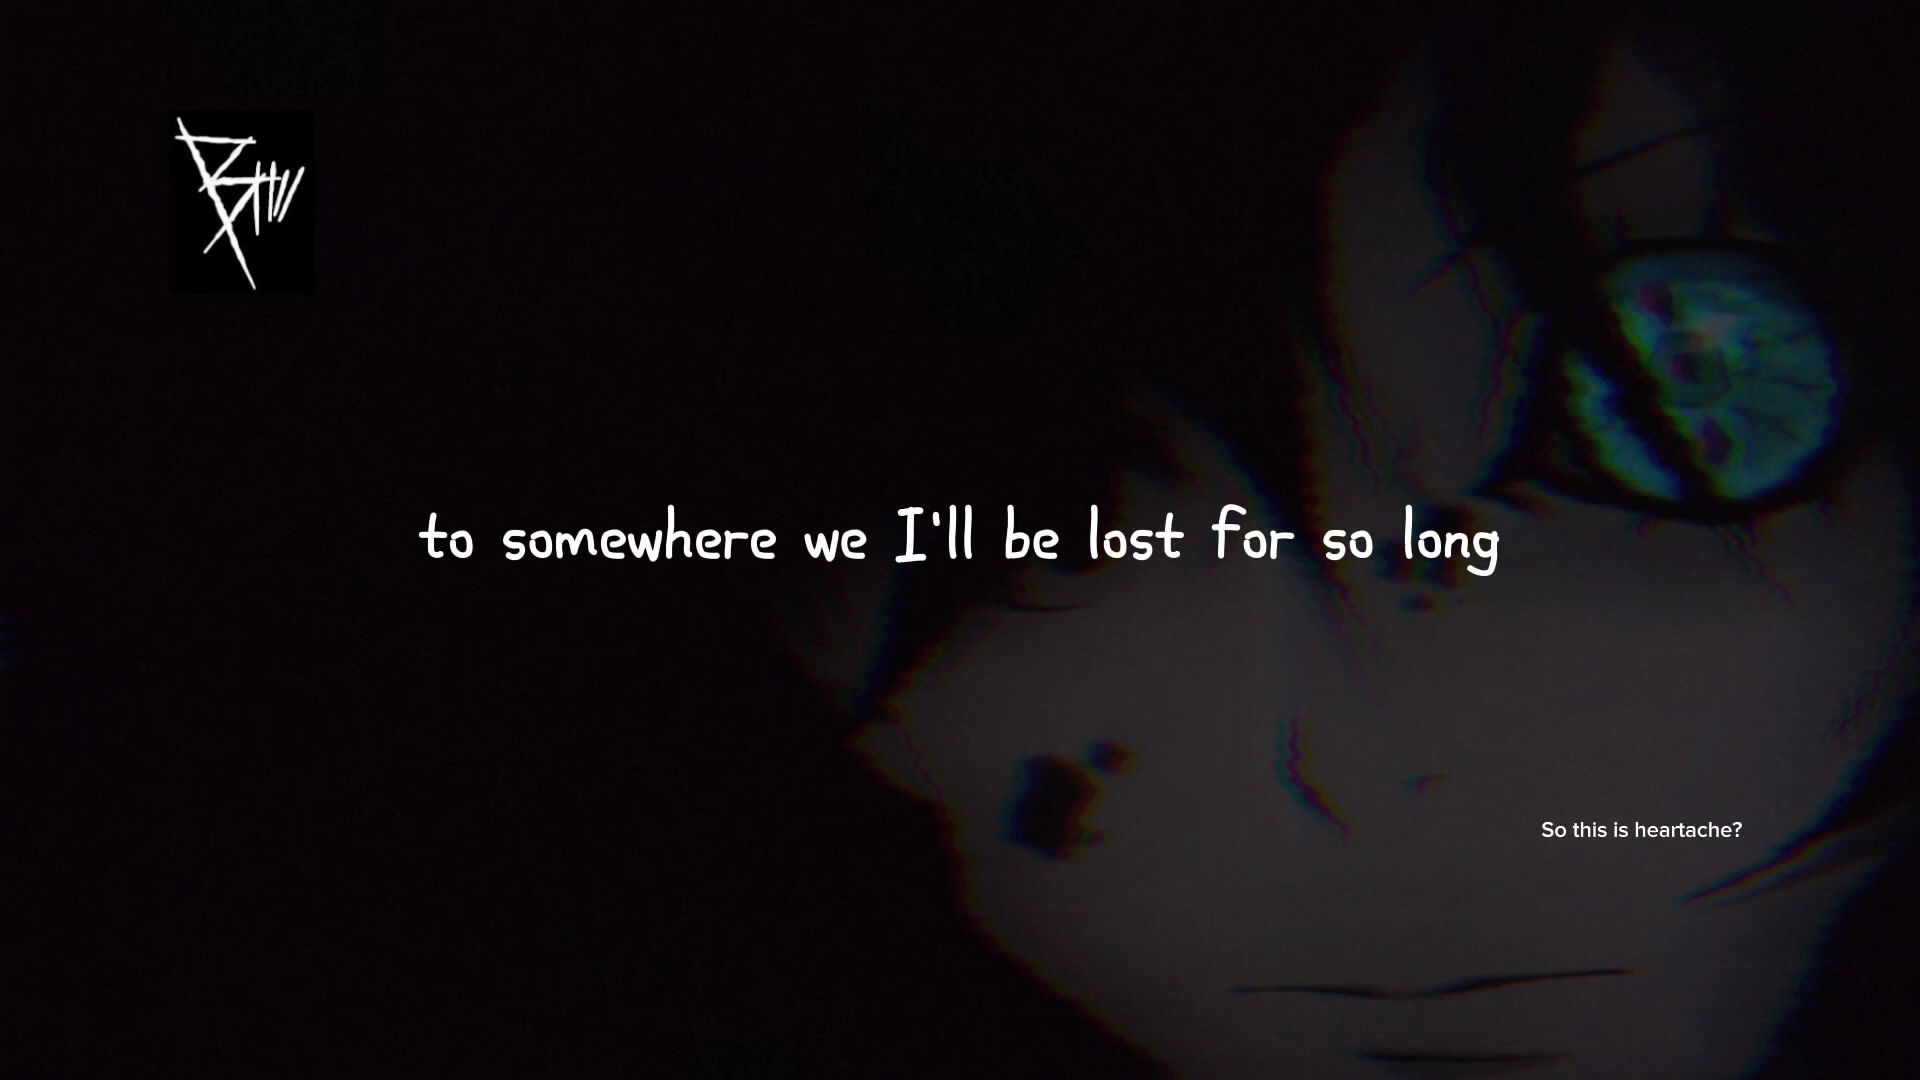 to somewhere we I'll be lost for so long
So this is heartache?